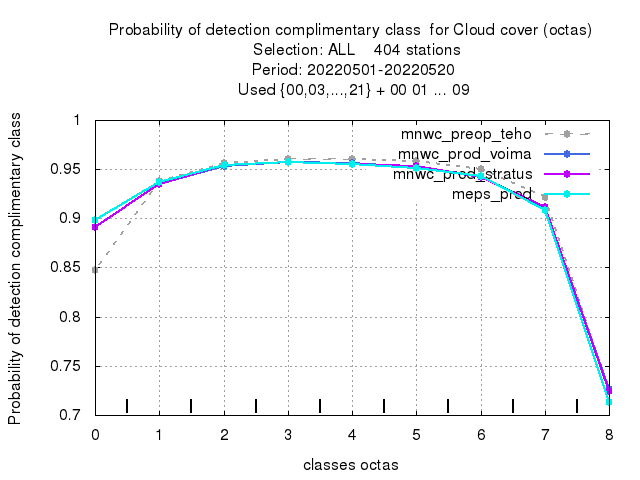 Probability of detection complimentary class  for Cloud cover (octas)
Selection: ALL    404 stations
Period: 20220501-20220520
Used {00,03,...,21} + 00 01 ... 09
Probability of detection complimentary class
1
0.95
0.9
0.85
0.8
0.75
0.7
mnwc_preop_teho
mnwc_prod_voima
mnwc_prod_stratus
meps_prod
0 1 2 3 4 5 6 7 8
classes octas